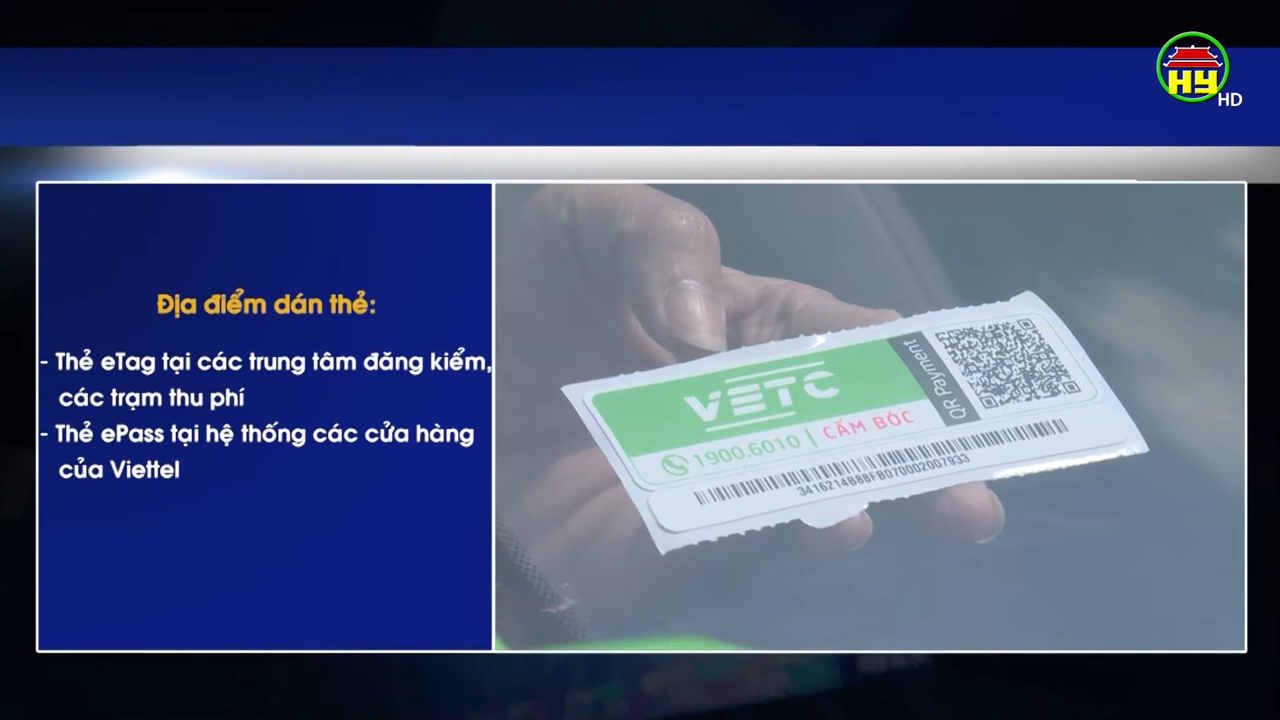 HY
HD
Địa điểm dán thẻ:
- Thẻ eTag tại các trung tâm đăng kiểm,
các trạm thu phí
- Thẻ ePass tại hệ thống các cửa hàng
của Viettel
VETC
QR Payment
1900.6010 | CẤM BÓC
3416214B88FB070002007933